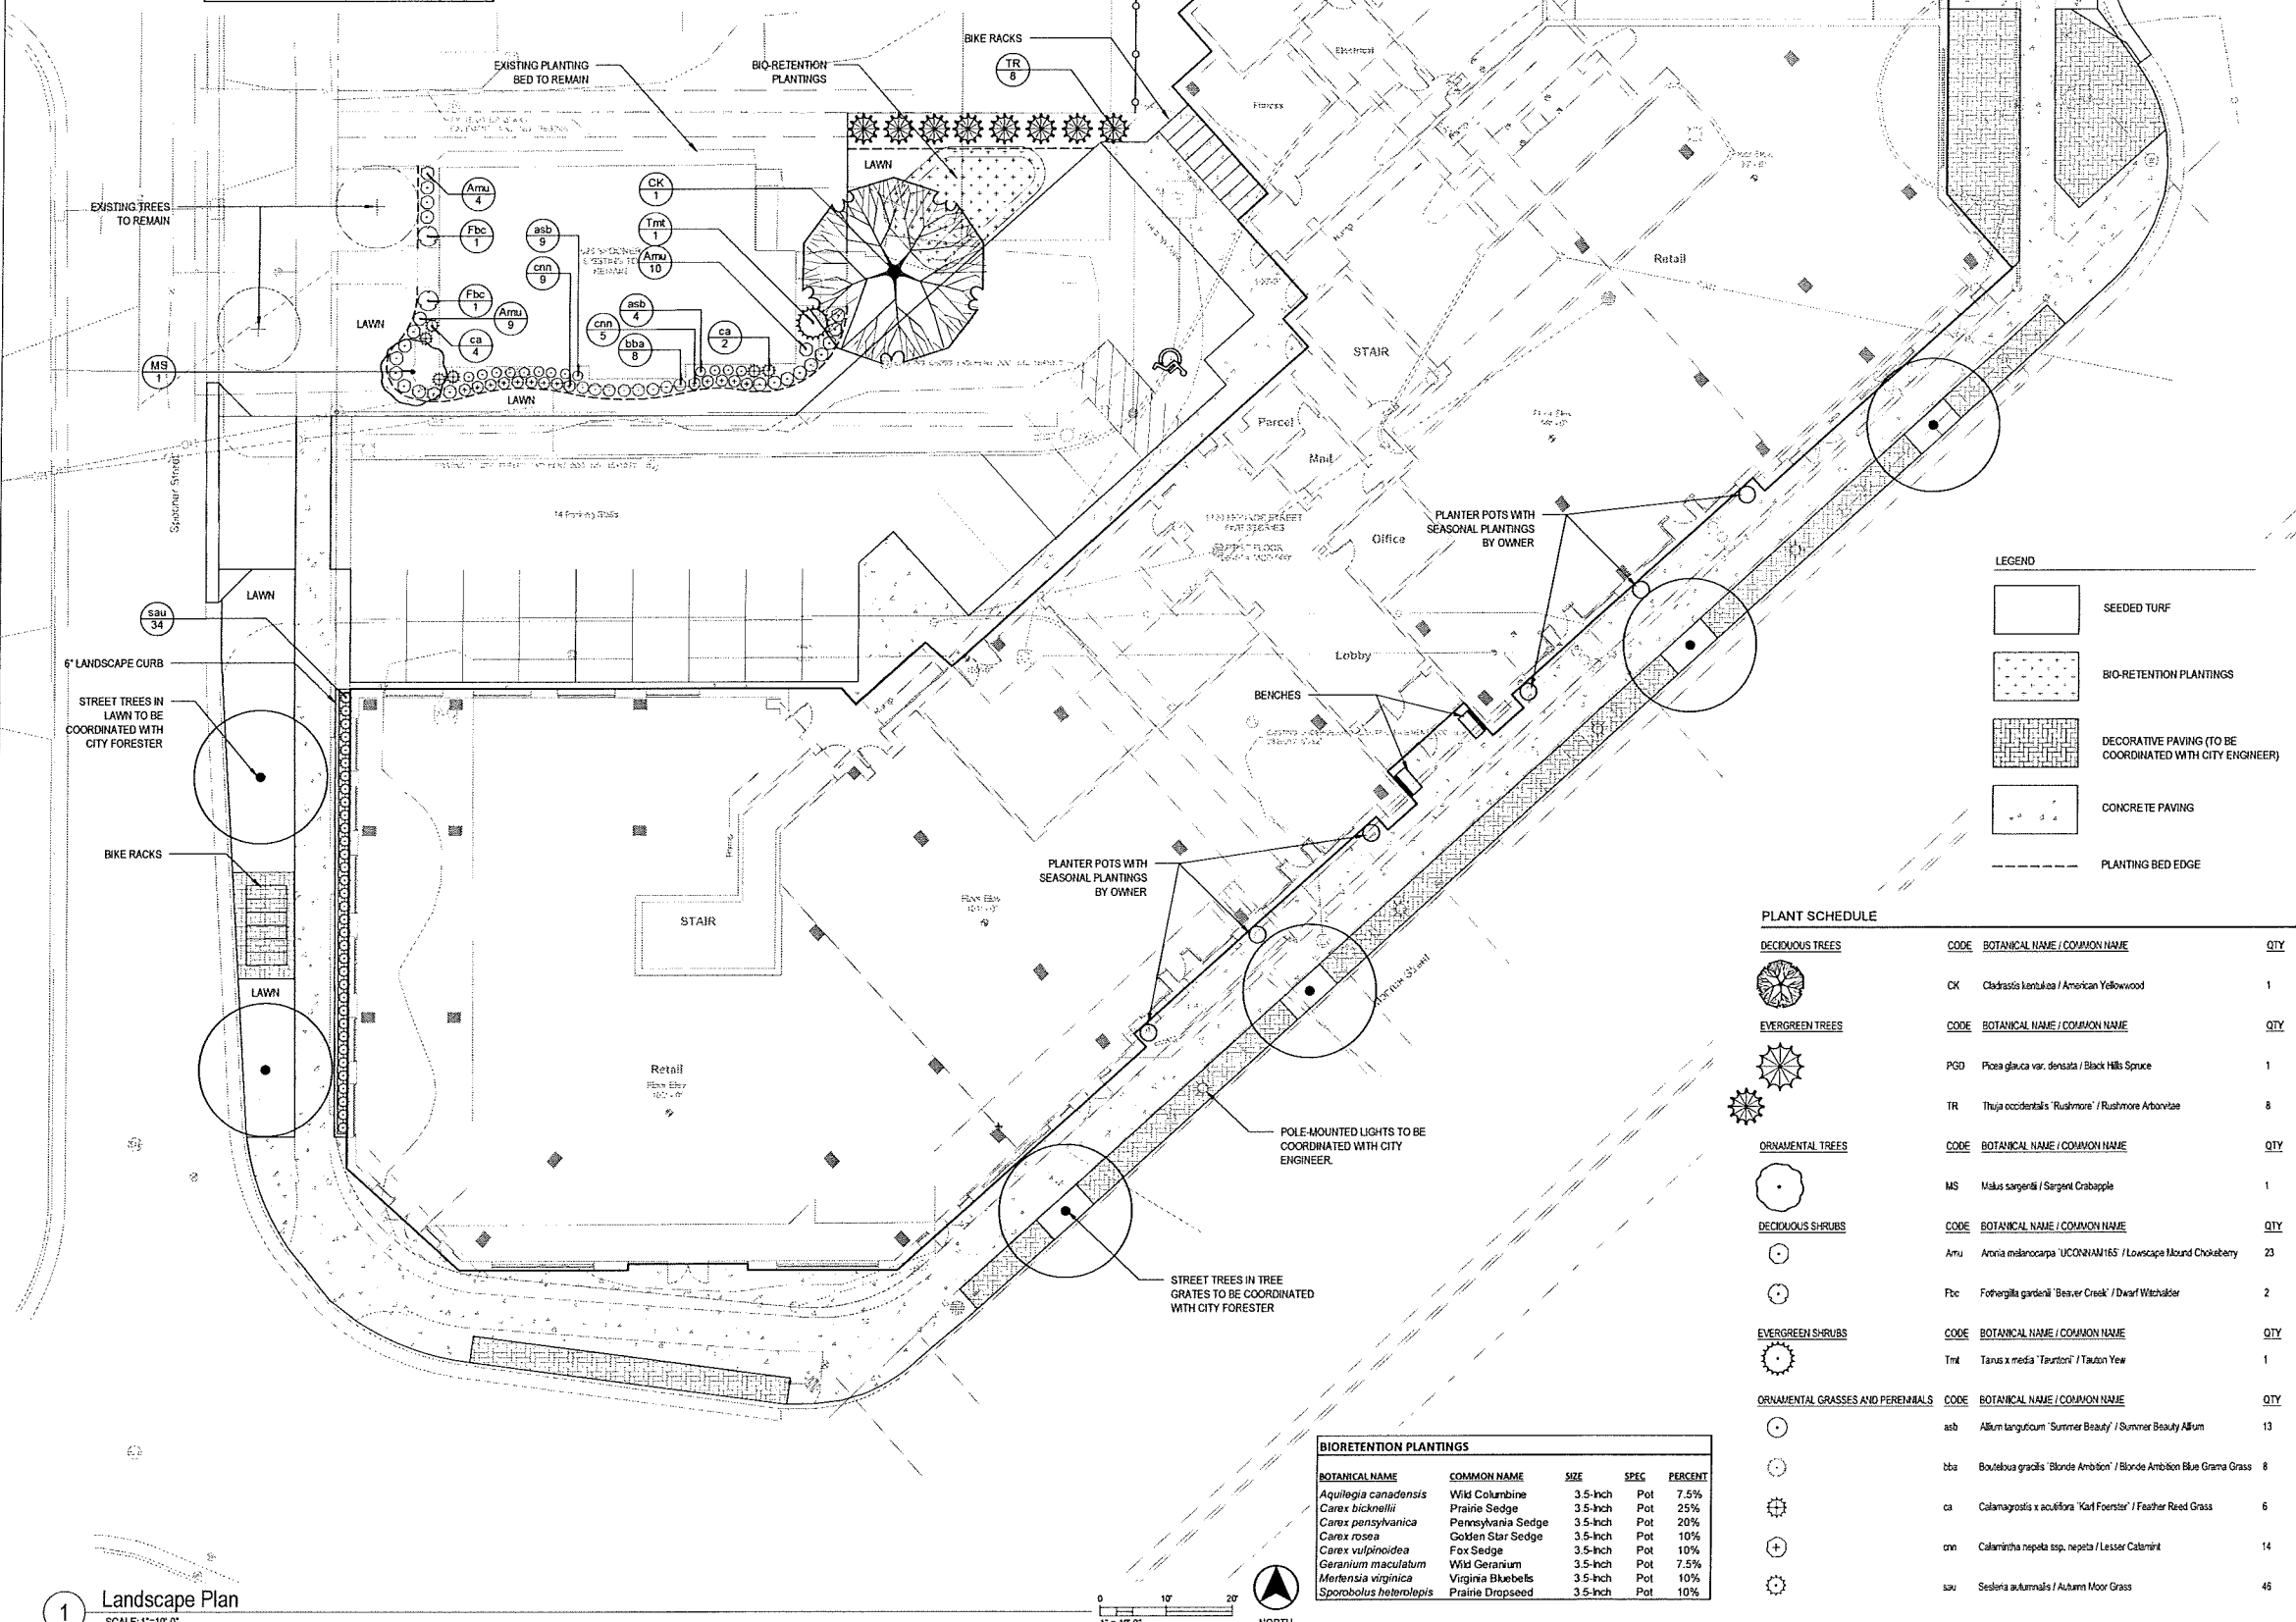 BIKE RACKS
EXISTING PLANTING
BED TO REMAIN
BIO-RETENTION
PLANTINGS
TR
8
Electrical
Fitness
LAWN
EXISTING TREES
TO REMAIN
Amu
4
Fbc
1
asb
9
cnn
9
CK
1
Tmt
1
Amu
10
Fbc
1
Amu
9
ca
4
asb
4
cnn
5
bba
8
ca
2
LAWN
MS
1
LAWN
Retail
STAIR
Parcel
Mail
Office
Lobby
Spooner Street
14 Parking Stalls
PLANTER POTS WITH
SEASONAL PLANTINGS
BY OWNER
LAWN
sau
34
6" LANDSCAPE CURB
STREET TREES IN
LAWN TO BE
COORDINATED WITH
CITY FORESTER
BENCHES
BIKE RACKS
LAWN
PLANTER POTS WITH
SEASONAL PLANTINGS
BY OWNER
STAIR
Retail
POLE-MOUNTED LIGHTS TO BE
COORDINATED WITH CITY
ENGINEER.
STREET TREES IN TREE
GRATES TO BE COORDINATED
WITH CITY FORESTER
LEGEND
SEEDED TURF
BIO-RETENTION PLANTINGS
DECORATIVE PAVING (TO BE
COORDINATED WITH CITY ENGINEER)
CONCRETE PAVING
PLANTING BED EDGE
PLANT SCHEDULE
DECIDUOUS TREES CODE BOTANICAL NAME / COMMON NAME QTY
CK Cladrastis kentukea / American Yellowwood 1
EVERGREEN TREES CODE BOTANICAL NAME / COMMON NAME QTY
PGD Picea glauca var. densata / Black Hills Spruce 1
TR Thuja occidentalis `Rushmore` / Rushmore Arborvitae 8
ORNAMENTAL TREES CODE BOTANICAL NAME / COMMON NAME QTY
MS Malus sargentii / Sargent Crabapple 1
DECIDUOUS SHRUBS CODE BOTANICAL NAME / COMMON NAME QTY
Amu Aronia melanocarpa `UCONNAM165` / Lowscape Mound Chokeberry 23
Fbc Fothergilla gardenii `Beaver Creek` / Dwarf Witchalder 2
EVERGREEN SHRUBS CODE BOTANICAL NAME / COMMON NAME QTY
Tmt Taxus x media `Tauntonii` / Tauton Yew 1
ORNAMENTAL GRASSES AND PERENNIALS CODE BOTANICAL NAME / COMMON NAME QTY
asb Allium tanguticum `Summer Beauty` / Summer Beauty Allium 13
bba Bouteloua gracilis `Blonde Ambition` / Blonde Ambition Blue Grama Grass 8
ca Calamagrostis x acutiflora `Karl Foerster` / Feather Reed Grass 6
cnn Calamintha nepeta ssp. nepeta / Lesser Calamint 14
sau Sesleria autumnalis / Autumn Moor Grass 46
BIORETENTION PLANTINGS
BOTANICAL NAME COMMON NAME SIZE SPEC PERCENT
Aquilegia canadensis Wild Columbine 3.5-Inch Pot 7.5%
Carex bicknellii Prairie Sedge 3.5-Inch Pot 25%
Carex pensylvanica Pennsylvania Sedge 3.5-Inch Pot 20%
Carex rosea Golden Star Sedge 3.5-Inch Pot 10%
Carex vulpinoidea Fox Sedge 3.5-Inch Pot 10%
Geranium maculatum Wild Geranium 3.5-Inch Pot 7.5%
Mertensia virginica Virginia Bluebells 3.5-Inch Pot 10%
Sporobolus heterolepis Prairie Dropseed 3.5-Inch Pot 10%
0 10' 20'
1" = 10'-0"
NORTH
1
Landscape Plan
SCALE: 1"=10'-0"